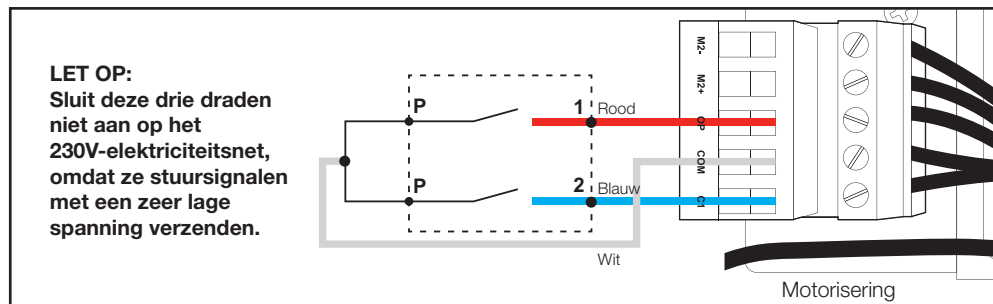 LET OP:
Sluit deze drie draden
niet aan op het
230V-elektriciteitsnet,
omdat ze stuursignalen
met een zeer lage
spanning verzenden.
P
1 Rood
P
2 Blauw
Wit
M2-
M2+
OP
COM
C1
Motorisering